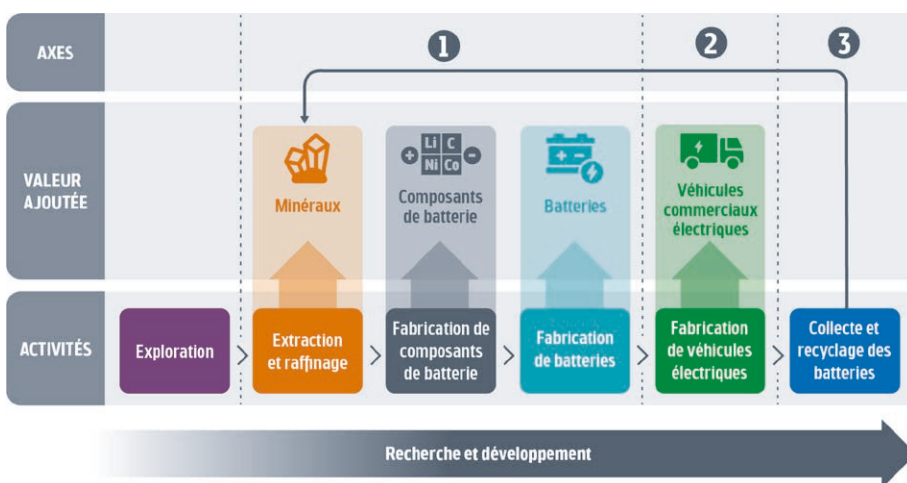 AXES
1
2
3
VALEUR
AJOUTÉE
Minéraux
+ Li C Ni Co -
Composants
de batterie
+ -
Batteries
Véhicules
commerciaux
électriques
ACTIVITÉS
Exploration
>
Extraction
et raffinage
>
Fabrication de
composants
de batterie
>
Fabrication
de batteries
>
Fabrication
de véhicules
électriques
>
Collecte et
recyclage des
batteries
Recherche et développement